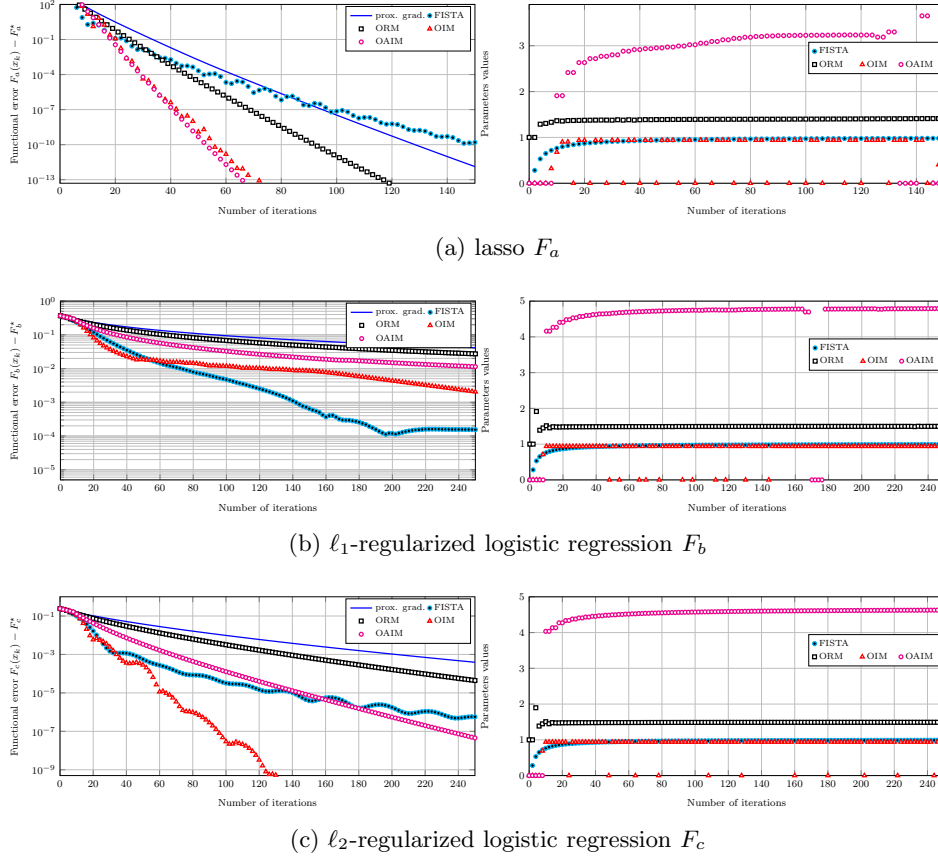 10^2
10^{-1}
10^{-4}
10^{-7}
10^{-10}
10^{-13}
0 20 40 60 80 100 120 140
Functional error F_a(x_k) − F_a^⋆
Number of iterations
prox. grad. FISTA
ORM OIM
OAIM
Parameters values
3
2
1
0
0 20 40 60 80 100 120 140
Number of iterations
FISTA
ORM OIM OAIM
(a) lasso F_a
10^0
10^{-1}
10^{-2}
10^{-3}
10^{-4}
10^{-5}
0 20 40 60 80 100 120 140 160 180 200 220 240
Functional error F_b(x_k) − F_b^⋆
Number of iterations
prox. grad. FISTA
ORM OIM
OAIM
Parameters values
5
4
3
2
1
0
0 20 40 60 80 100 120 140 160 180 200 220 240
Number of iterations
FISTA
ORM OIM OAIM
(b) ℓ_1-regularized logistic regression F_b
10^{-1}
10^{-3}
10^{-5}
10^{-7}
10^{-9}
0 20 40 60 80 100 120 140 160 180 200 220 240
Functional error F_c(x_k) − F_c^⋆
Number of iterations
prox. grad. FISTA
ORM OIM
OAIM
Parameters values
5
4
3
2
1
0
0 20 40 60 80 100 120 140 160 180 200 220 240
Number of iterations
FISTA
ORM OIM OAIM
(c) ℓ_2-regularized logistic regression F_c